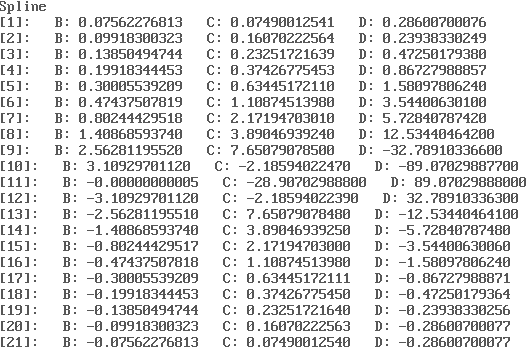 Spline
[1]: B: 0.07562276813 C: 0.07490012541 D: 0.28600700076
[2]: B: 0.09918300323 C: 0.16070222564 D: 0.23938330249
[3]: B: 0.13850494744 C: 0.23251721639 D: 0.47250179380
[4]: B: 0.19918344453 C: 0.37426775453 D: 0.86727988057
[5]: B: 0.30005539209 C: 0.63445172110 D: 1.58097806240
[6]: B: 0.47437507819 C: 1.10874513980 D: 3.54400630100
[7]: B: 0.80244429518 C: 2.17194703010 D: 5.72840787420
[8]: B: 1.40868593740 C: 3.89046939240 D: 12.53440464200
[9]: B: 2.56281195520 C: 7.65079078500 D: -32.78910336600
[10]: B: 3.10929701120 C: -2.18594022470 D: -89.07029887700
[11]: B: -0.00000000005 C: -28.90702988800 D: 89.07029888000
[12]: B: -3.10929701120 C: -2.18594022390 D: 32.78910336300
[13]: B: -2.56281195510 C: 7.65079078480 D: -12.53440464100
[14]: B: -1.40868593740 C: 3.89046939250 D: -5.72840787480
[15]: B: -0.80244429517 C: 2.17194703000 D: -3.54400630060
[16]: B: -0.47437507818 C: 1.10874513980 D: -1.58097806240
[17]: B: -0.30005539209 C: 0.63445172111 D: -0.86727988871
[18]: B: -0.19918344453 C: 0.37426775450 D: -0.47250179364
[19]: B: -0.13850494744 C: 0.23251721640 D: -0.23938330256
[20]: B: -0.09918300323 C: 0.16070222563 D: -0.28600700077
[21]: B: -0.07562276813 C: 0.07490012540 D: -0.28600700077